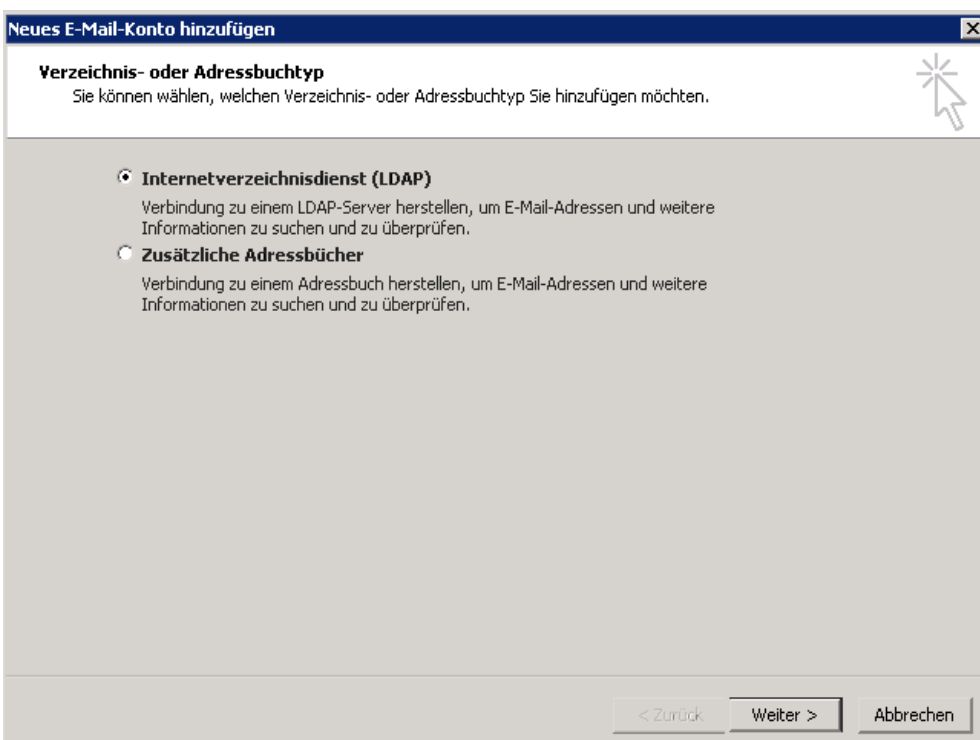 Neues E-Mail-Konto hinzufügen
Verzeichnis- oder Adressbuchtyp
Sie können wählen, welchen Verzeichnis- oder Adressbuchtyp Sie hinzufügen möchten.
Internetverzeichnisdienst (LDAP)
Verbindung zu einem LDAP-Server herstellen, um E-Mail-Adressen und weitere
Informationen zu suchen und zu überprüfen.
Zusätzliche Adressbücher
Verbindung zu einem Adressbuch herstellen, um E-Mail-Adressen und weitere
Informationen zu suchen und zu überprüfen.
< Zurück Weiter > Abbrechen